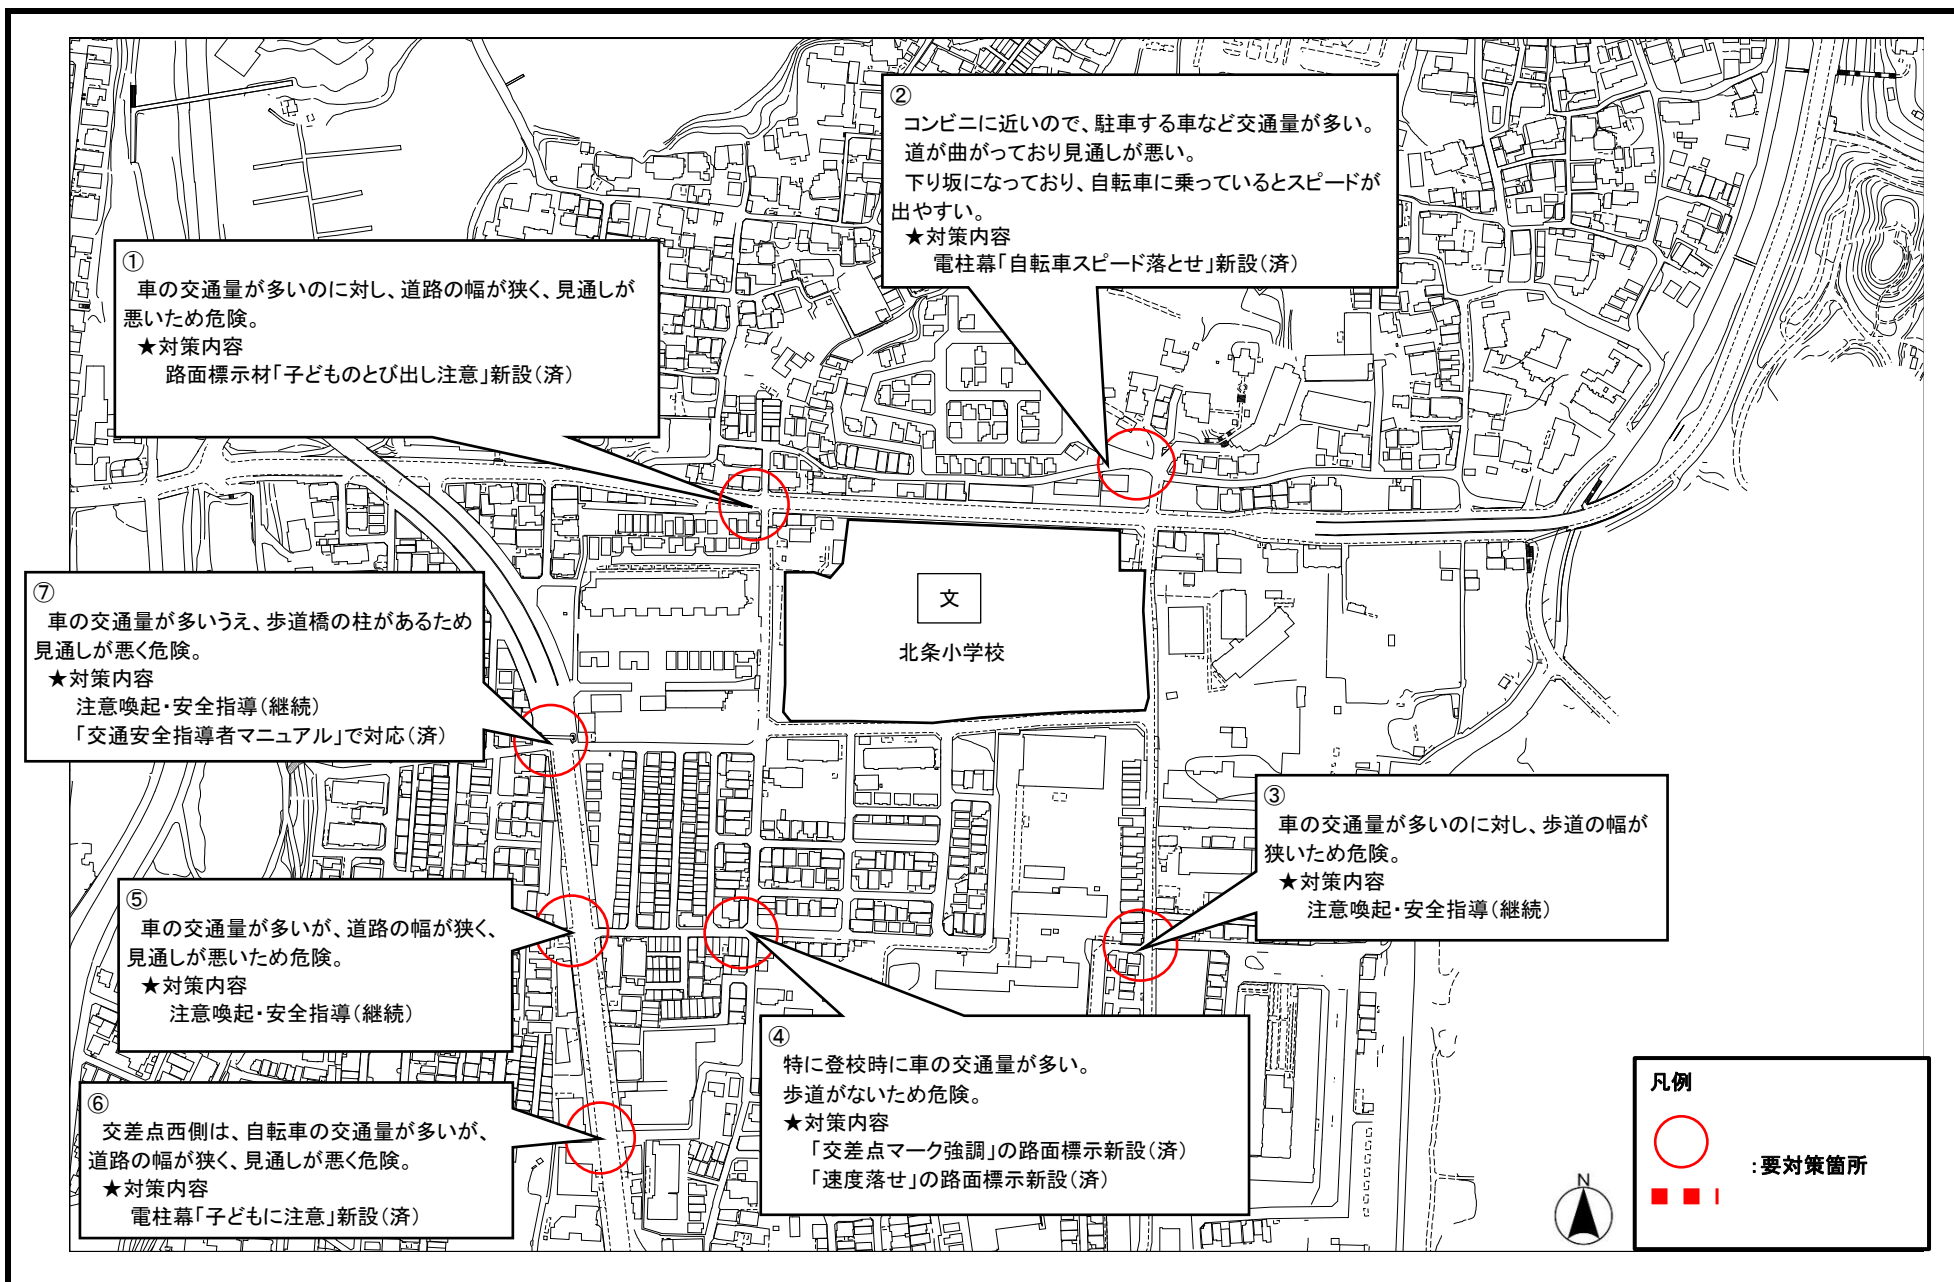 ①
車の交通量が多いのに対し、道路の幅が狭く、見通しが
悪いため危険。
★対策内容
路面標示材「子どものとび出し注意」新設(済)
②
コンビニに近いので、駐車する車など交通量が多い。
道が曲がっており見通しが悪い。
下り坂になっており、自転車に乗っているとスピードが
出やすい。
★対策内容
電柱幕「自転車スピード落とせ」新設(済)
⑦
車の交通量が多いうえ、歩道橋の柱があるため
見通しが悪く危険。
★対策内容
注意喚起・安全指導(継続)
「交通安全指導者マニュアル」で対応(済)
文
北条小学校
③
車の交通量が多いのに対し、歩道の幅が
狭いため危険。
★対策内容
注意喚起・安全指導(継続)
⑤
車の交通量が多いが、道路の幅が狭く、
見通しが悪いため危険。
★対策内容
注意喚起・安全指導(継続)
④
特に登校時に車の交通量が多い。
歩道がないため危険。
★対策内容
「交差点マーク強調」の路面標示新設(済)
「速度落せ」の路面標示新設(済)
⑥
交差点西側は、自転車の交通量が多いが、
道路の幅が狭く、見通しが悪く危険。
★対策内容
電柱幕「子どもに注意」新設(済)
N
凡例
:要対策箇所